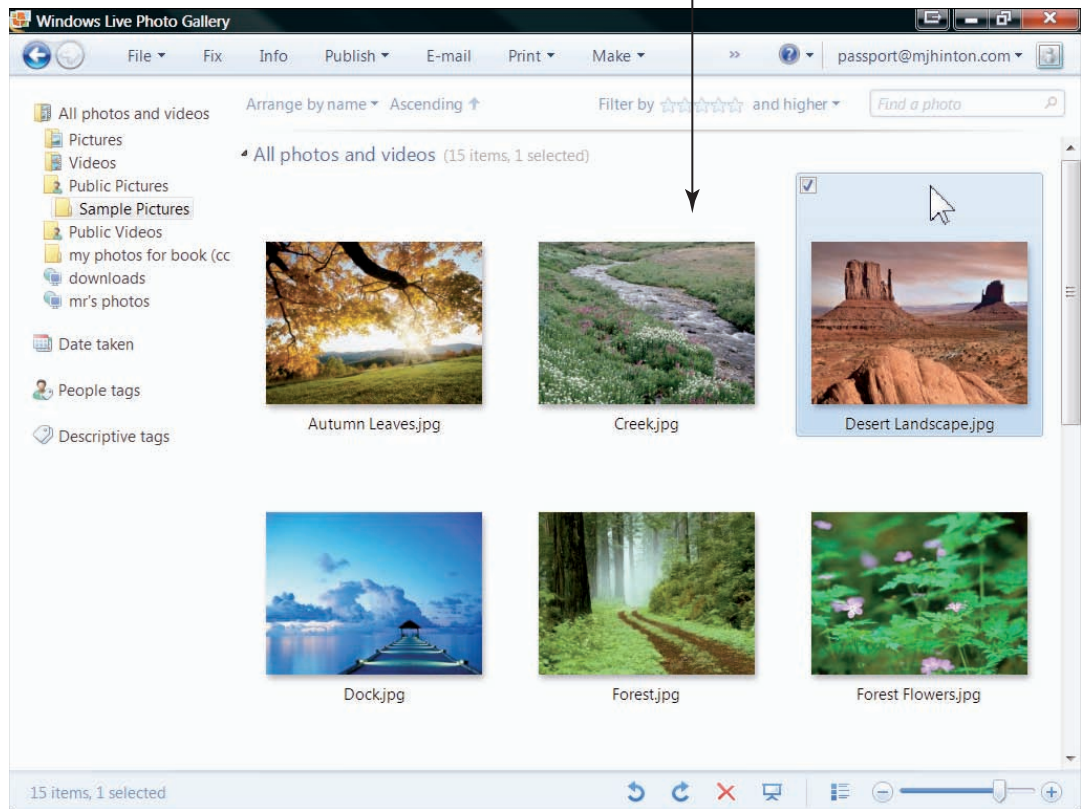 Windows Live Photo Gallery
File Fix Info Publish E-mail Print Make » passport@mjhinton.com
Arrange by name Ascending Filter by and higher Find a photo
All photos and videos
Pictures
Videos
Public Pictures
Sample Pictures
Public Videos
my photos for book (cc
downloads
mr's photos
Date taken
People tags
Descriptive tags
All photos and videos (15 items, 1 selected)
Autumn Leaves.jpg Creek.jpg Desert Landscape.jpg
Dock.jpg Forest.jpg Forest Flowers.jpg
15 items, 1 selected